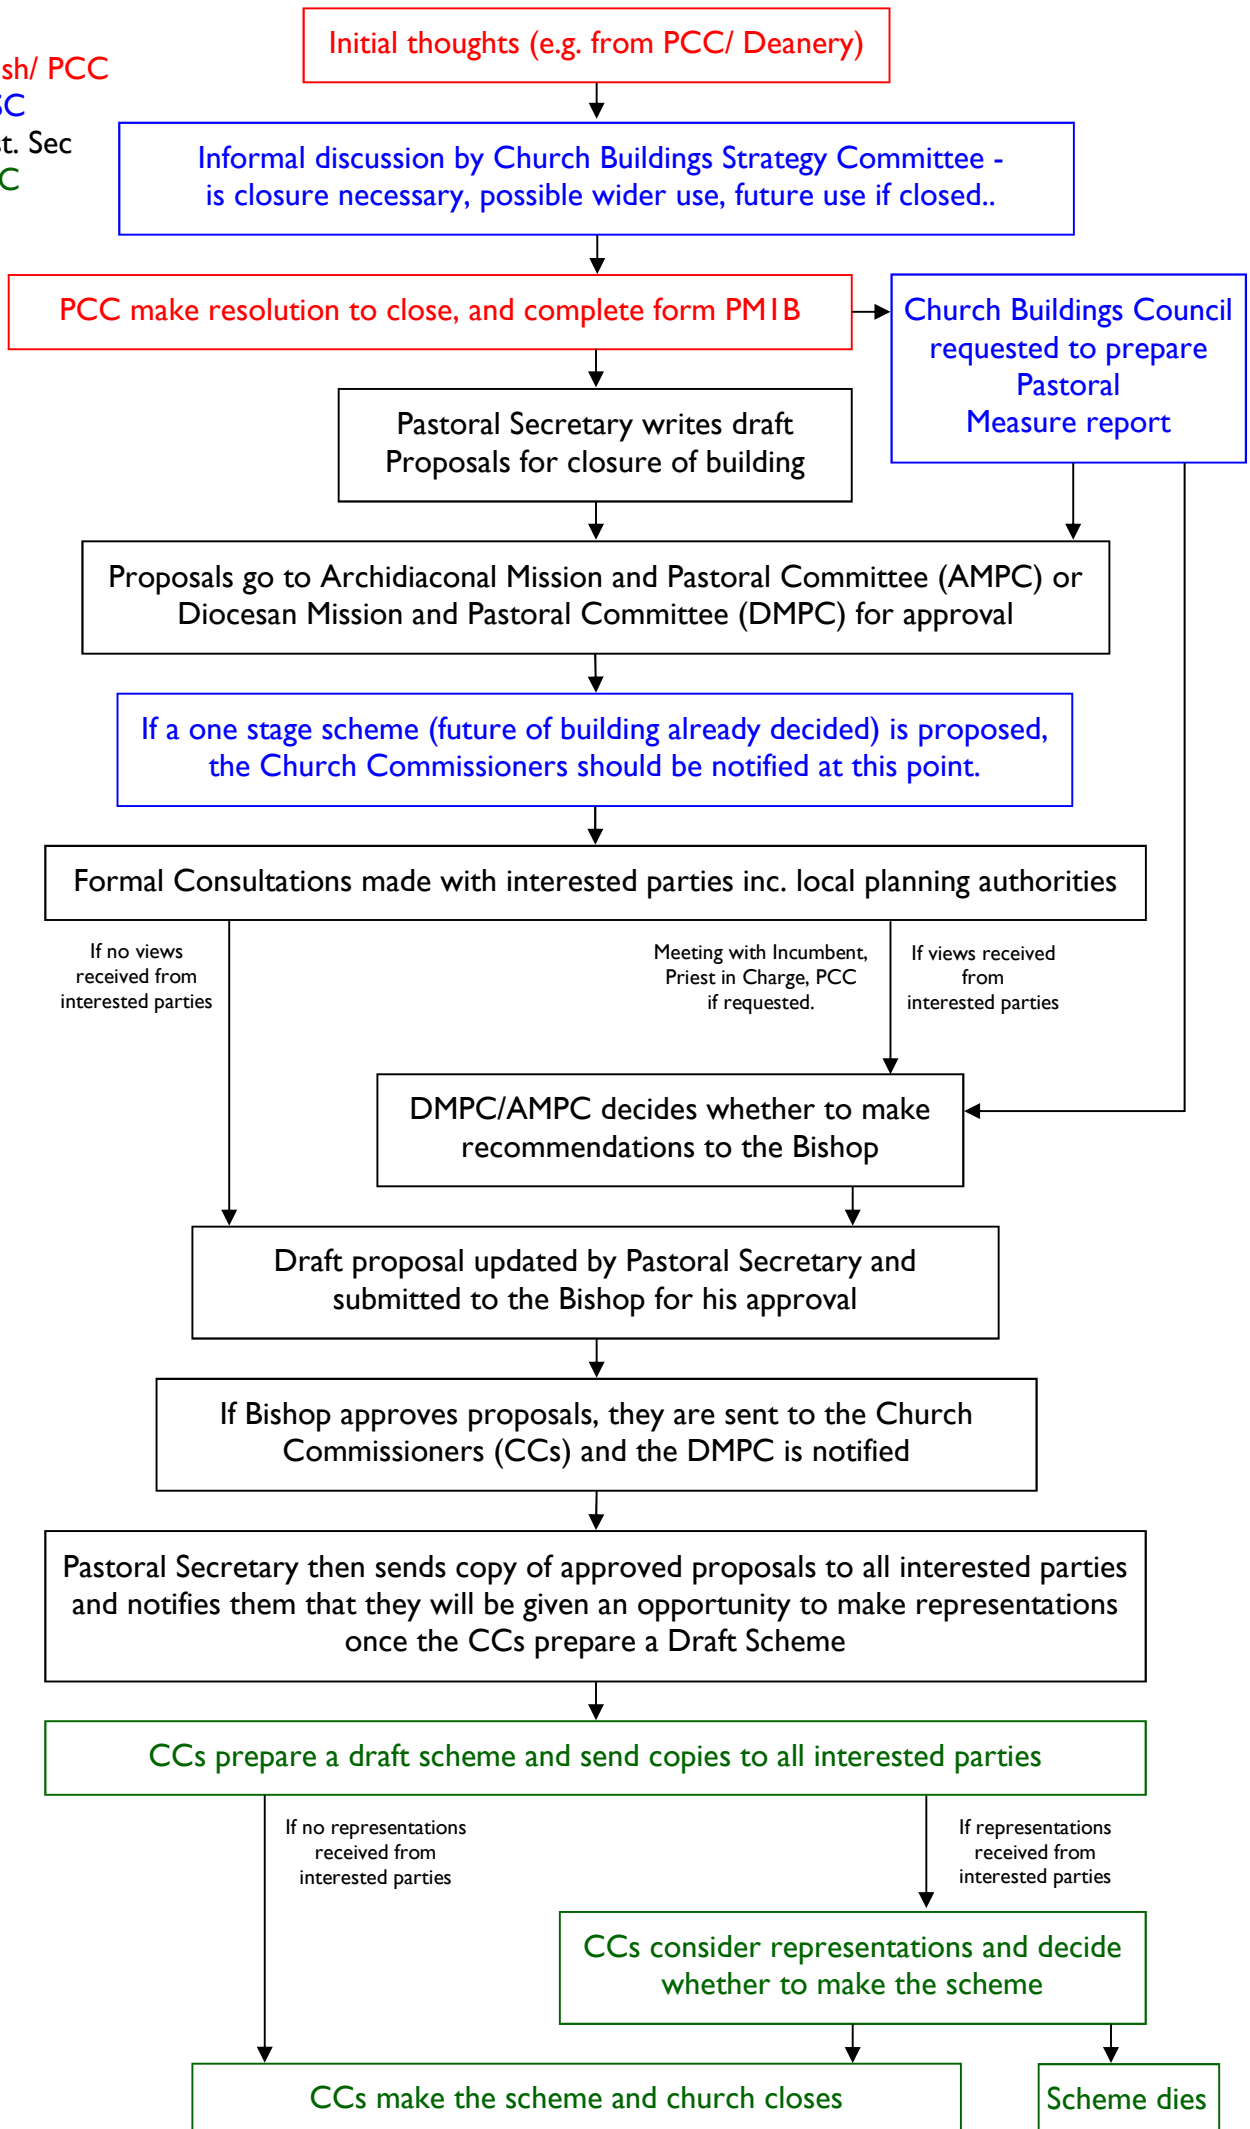 Initial thoughts (e.g. from PCC/ Deanery)
sh/ PCC
SC
st. Sec
C
Informal discussion by Church Buildings Strategy Committee -
is closure necessary, possible wider use, future use if closed..
PCC make resolution to close, and complete form PM1B
Church Buildings Council
requested to prepare
Pastoral
Measure report
Pastoral Secretary writes draft
Proposals for closure of building
Proposals go to Archidiaconal Mission and Pastoral Committee (AMPC) or
Diocesan Mission and Pastoral Committee (DMPC) for approval
If a one stage scheme (future of building already decided) is proposed,
the Church Commissioners should be notified at this point.
Formal Consultations made with interested parties inc. local planning authorities
If no views
received from
interested parties
Meeting with Incumbent,
Priest in Charge, PCC
if requested.
If views received
from
interested parties
DMPC/AMPC decides whether to make
recommendations to the Bishop
Draft proposal updated by Pastoral Secretary and
submitted to the Bishop for his approval
If Bishop approves proposals, they are sent to the Church
Commissioners (CCs) and the DMPC is notified
Pastoral Secretary then sends copy of approved proposals to all interested parties
and notifies them that they will be given an opportunity to make representations
once the CCs prepare a Draft Scheme
CCs prepare a draft scheme and send copies to all interested parties
If no representations
received from
interested parties
If representations
received from
interested parties
CCs consider representations and decide
whether to make the scheme
CCs make the scheme and church closes
Scheme dies